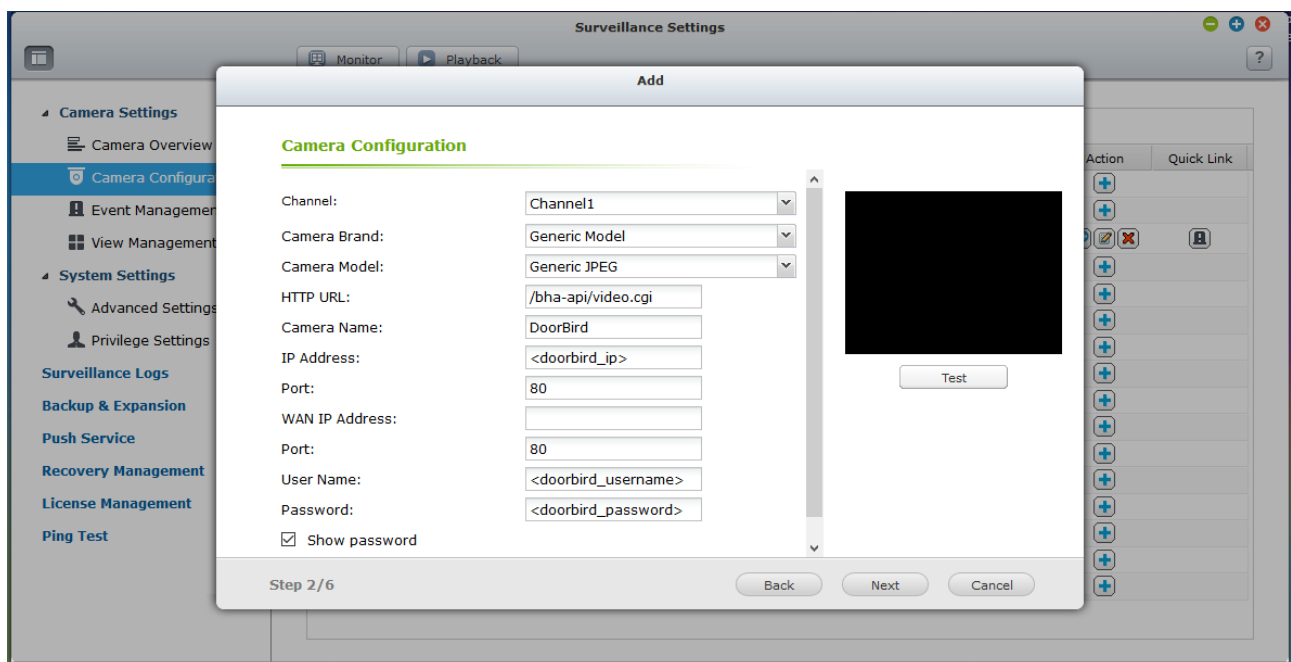 Surveillance Settings
Monitor
Playback
?
Add
Camera Settings
Camera Overview
Camera Configura
Event Managemen
View Management
System Settings
Advanced Settings
Privilege Settings
Surveillance Logs
Backup & Expansion
Push Service
Recovery Management
License Management
Ping Test
Camera Configuration
Channel: Channel1
Camera Brand: Generic Model
Camera Model: Generic JPEG
HTTP URL: /bha-api/video.cgi
Camera Name: DoorBird
IP Address: <doorbird_ip>
Port: 80
WAN IP Address:
Port: 80
User Name: <doorbird_username>
Password: <doorbird_password>
Show password
Test
Step 2/6
Back
Next
Cancel
Action
Quick Link